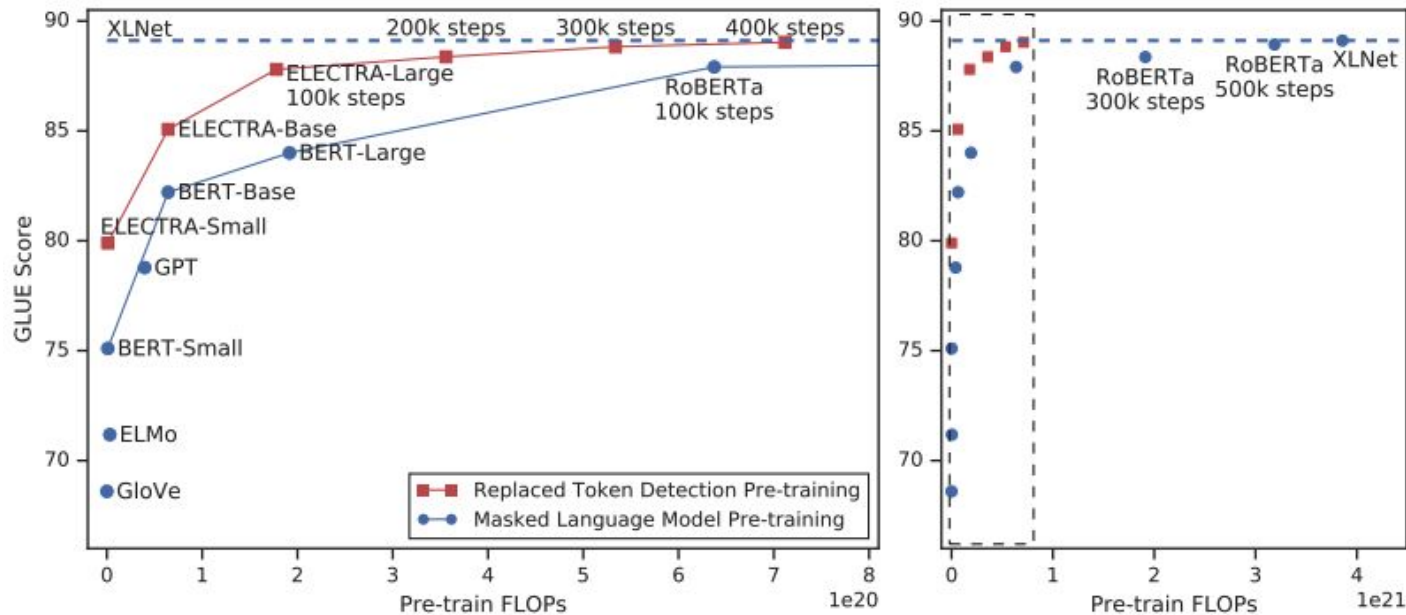 90
85
80
75
70
GLUE Score
XLNet
200k steps
300k steps
400k steps
ELECTRA-Large
100k steps
RoBERTa
100k steps
ELECTRA-Base
BERT-Large
BERT-Base
ELECTRA-Small
GPT
BERT-Small
ELMo
GloVe
Replaced Token Detection Pre-training
Masked Language Model Pre-training
0 1 2 3 4 5 6 7 8
Pre-train FLOPs
1e20
90
85
80
75
70
RoBERTa
300k steps
RoBERTa
500k steps
XLNet
0 1 2 3 4
Pre-train FLOPs
1e21